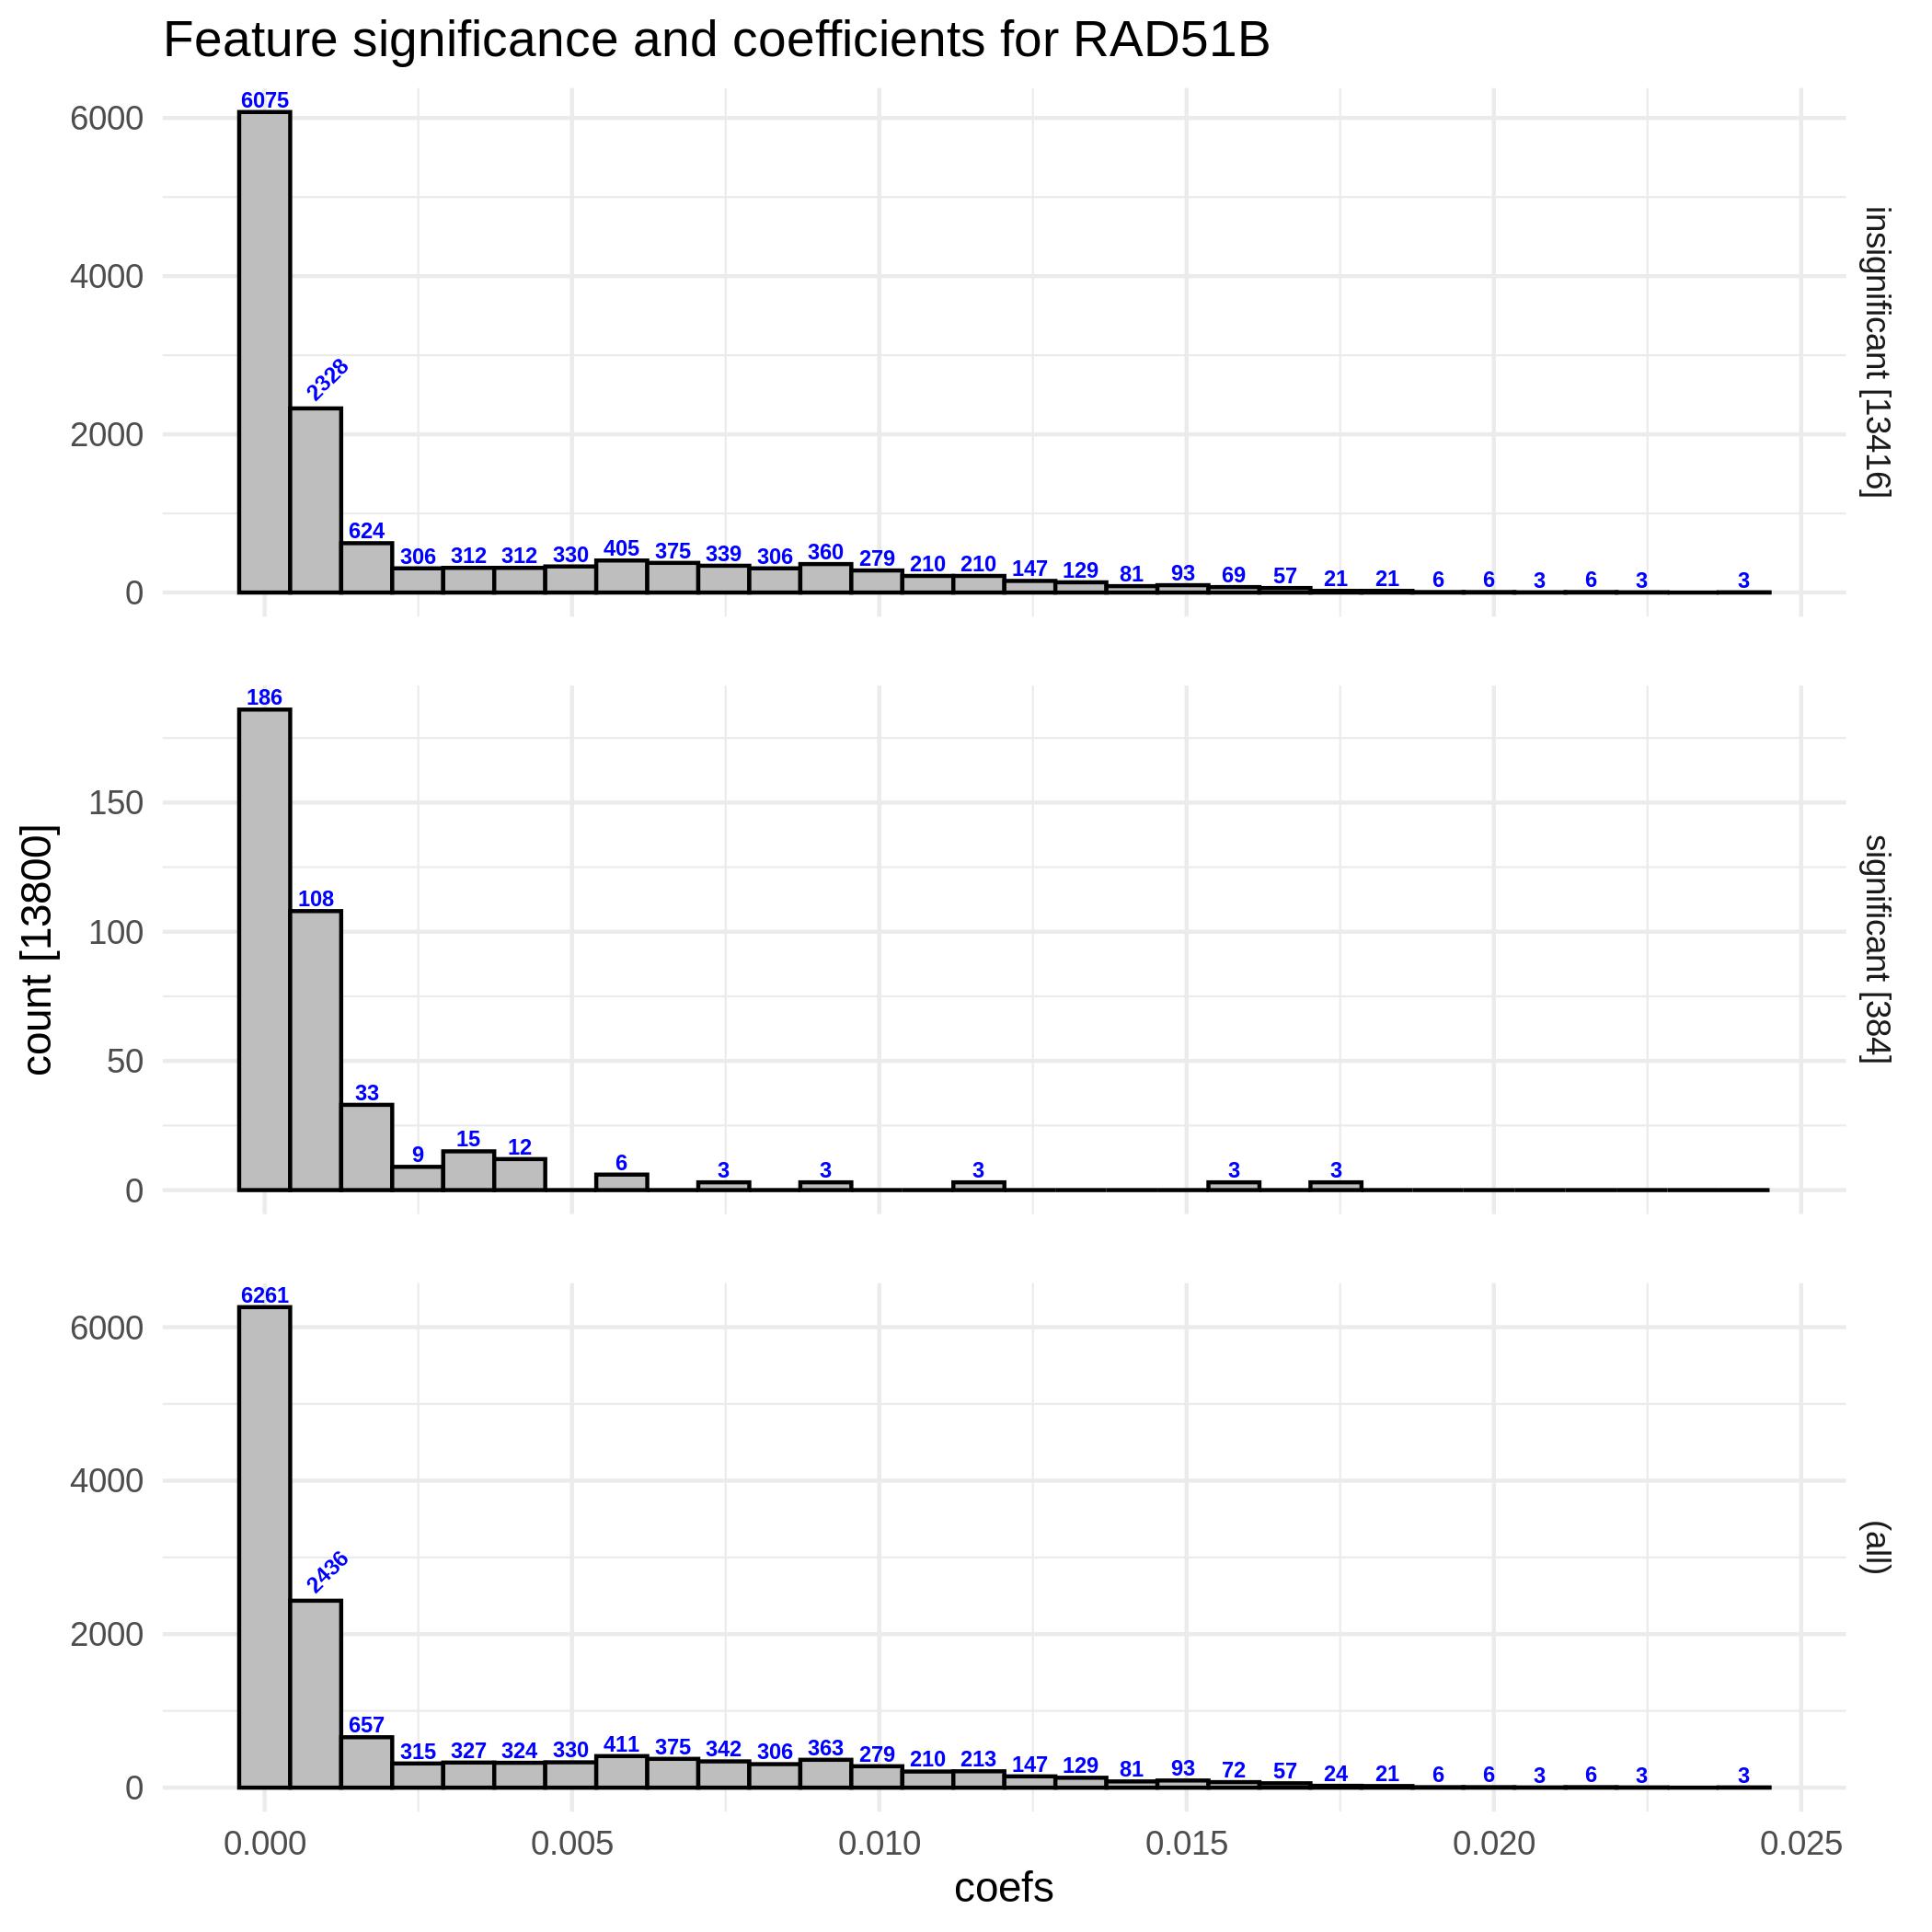 Feature significance and coefficients for RAD51B
6075
6000
4000
2328
2000
624 306 312 312 330 405 375 339 306 360 279 210 210 147 129 81 93 69 57 21 21 6 6 3 6 3 3
0
insignificant [13416]
186
150
108
100
50
33
9 15 12 6 3 3 3 3 3
0
significant [384]
count [13800]
6261
6000
4000
2436
2000
657 315 327 324 330 411 375 342 306 363 279 210 213 147 129 81 93 72 57 24 21 6 6 3 6 3 3
0
(all)
0.000 0.005 0.010 0.015 0.020 0.025
coefs